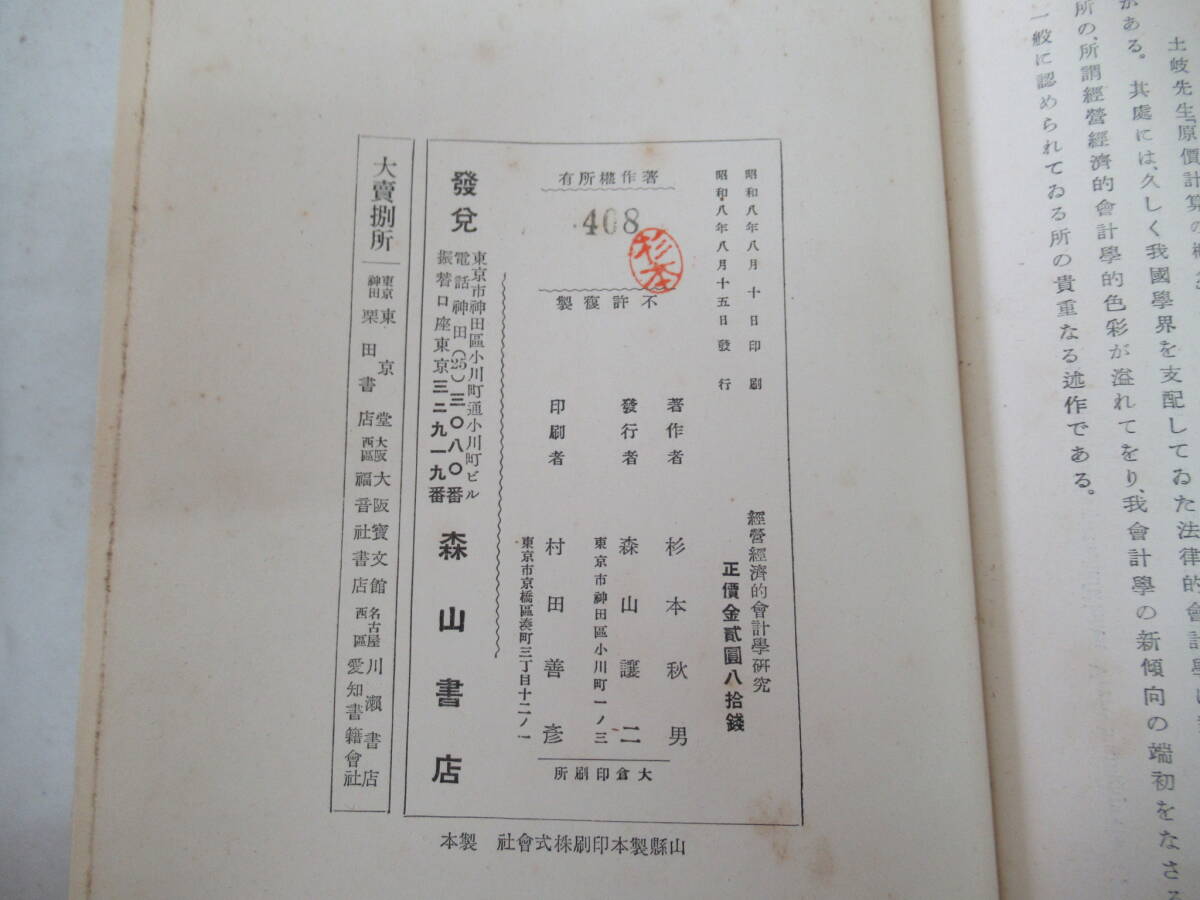 土岐先生『原價計算の
がある。其處には、久しく我國學界を支配してゐた法律的會計學に
所の、所謂經營經濟的會計學的色彩が溢れてをり、我會計學の新傾向の端初をなさる
一般に認められてゐる所の貴重なる述作である。
昭和八年八月十日印刷
昭和八年八月十五日發行
經營經濟的會計學硏究
正價金貳圓八拾錢
著作權所有
408
杉本
不許複製
著作者 杉本秋男
發行者 森山讓二
東京市神田區小川町一ノ三
印刷者 村田善彥
東京市京橋區湊町三丁目十二ノ一
大倉印刷所
發兌
東京市神田區小川町通小川町ビル
電話神田(25)三〇八〇番
振替口座東京三二九一九番
森山書店
大賣捌所
東京神田
東京堂
栗田書店
大阪西區
大阪寶文館
福音社書店
名古屋西區
川瀨書店
愛知書籍會社
山縣製本印刷株式會社 製本